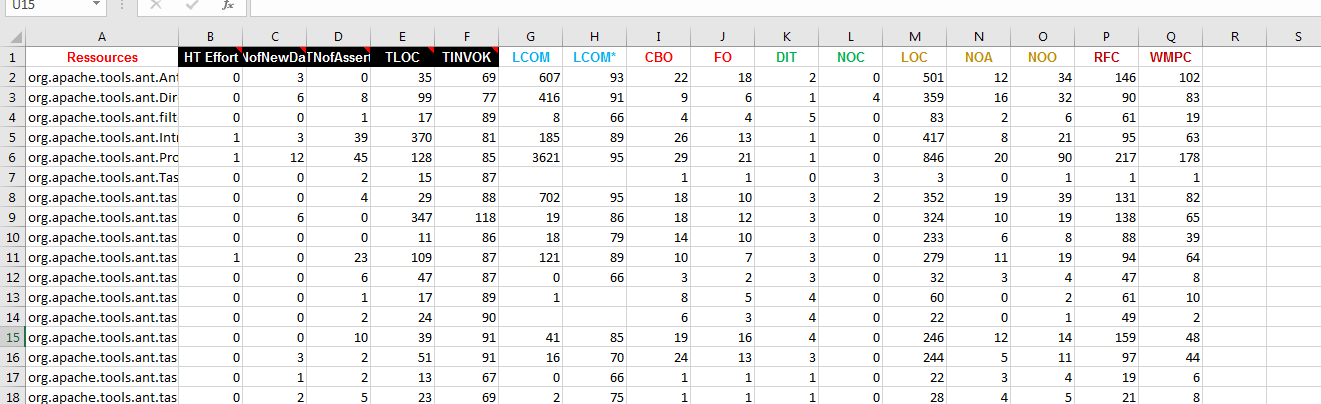 U15 fx
A B C D E F G H I J K L M N O P Q R S
1 Ressources HT Effort NofNewDa TNofAssert TLOC TINVOK LCOM LCOM* CBO FO DIT NOC LOC NOA NOO RFC WMPC
2 org.apache.tools.ant.Ant 0 3 0 35 69 607 93 22 18 2 0 501 12 34 146 102
3 org.apache.tools.ant.Dir 0 6 8 99 77 416 91 9 6 1 4 359 16 32 90 83
4 org.apache.tools.ant.filt 0 0 1 17 89 8 66 4 4 5 0 83 2 6 61 19
5 org.apache.tools.ant.Intr 1 3 39 370 81 185 89 26 13 1 0 417 8 21 95 63
6 org.apache.tools.ant.Pro 1 12 45 128 85 3621 95 29 21 1 0 846 20 90 217 178
7 org.apache.tools.ant.Tas 0 0 2 15 87 1 1 0 3 3 0 1 1 1
8 org.apache.tools.ant.tas 0 0 4 29 88 702 95 18 10 3 2 352 19 39 131 82
9 org.apache.tools.ant.tas 0 6 0 347 118 19 86 18 12 3 0 324 10 19 138 65
10 org.apache.tools.ant.tas 0 0 0 11 86 18 79 14 10 3 0 233 6 8 88 39
11 org.apache.tools.ant.tas 1 0 23 109 87 121 89 10 7 3 0 279 11 19 94 64
12 org.apache.tools.ant.tas 0 0 6 47 87 0 66 3 2 3 0 32 3 4 47 8
13 org.apache.tools.ant.tas 0 0 1 17 89 1 8 5 4 0 60 0 2 61 10
14 org.apache.tools.ant.tas 0 0 2 24 90 6 3 4 0 22 0 1 49 2
15 org.apache.tools.ant.tas 0 0 10 39 91 41 85 19 16 4 0 246 12 14 159 48
16 org.apache.tools.ant.tas 0 3 2 51 91 16 70 24 13 3 0 244 5 11 97 44
17 org.apache.tools.ant.tas 0 1 2 13 67 0 66 1 1 1 0 22 3 4 19 6
18 org.apache.tools.ant.tas 0 2 5 23 69 2 75 1 1 1 0 28 4 5 21 8